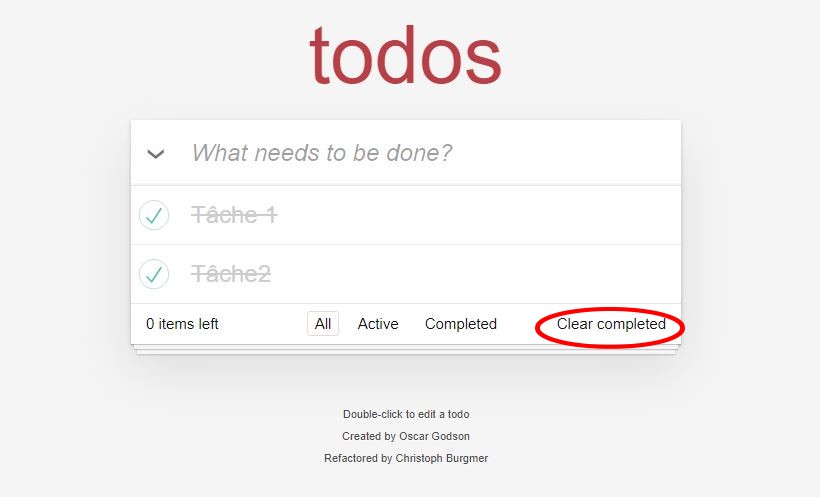 todos
What needs to be done?
Tâche 1
Tâche2
0 items left All Active Completed Clear completed
Double-click to edit a todo
Created by Oscar Godson
Refactored by Christoph Burgmer